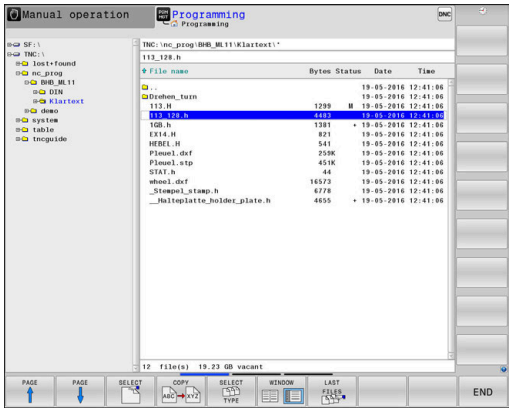 Manual operation
PGM MGT
Programming
Programming
DNC
SF:\
TNC:\
lost+found
nc_prog
BHB_ML11
DIN
Klartext
demo
system
table
tncguide
TNC:\nc_prog\BHB_ML11\Klartext\*
113_128.h
File name Bytes Status Date Time
.. 19-05-2016 12:41:06
Drehen_turn 19-05-2016 12:41:06
113.H 1299 M 19-05-2016 12:41:06
113_128.h 4483 19-05-2016 12:41:06
1GB.h 1381 + 19-05-2016 12:41:06
EX14.H 821 19-05-2016 12:41:06
HEBEL.H 541 19-05-2016 12:41:06
Pleuel.dxf 259K 19-05-2016 12:41:06
Pleuel.stp 451K 19-05-2016 12:41:06
STAT.h 44 19-05-2016 12:41:06
wheel.dxf 16573 19-05-2016 12:41:06
_Stempel_stamp.h 6778 19-05-2016 12:41:06
__Halteplatte_holder_plate.h 4655 + 19-05-2016 12:41:06
12 file(s) 19.23 GB vacant
PAGE
PAGE
SELECT
COPY
ABC XYZ
SELECT
TYPE
WINDOW
LAST
FILES
END